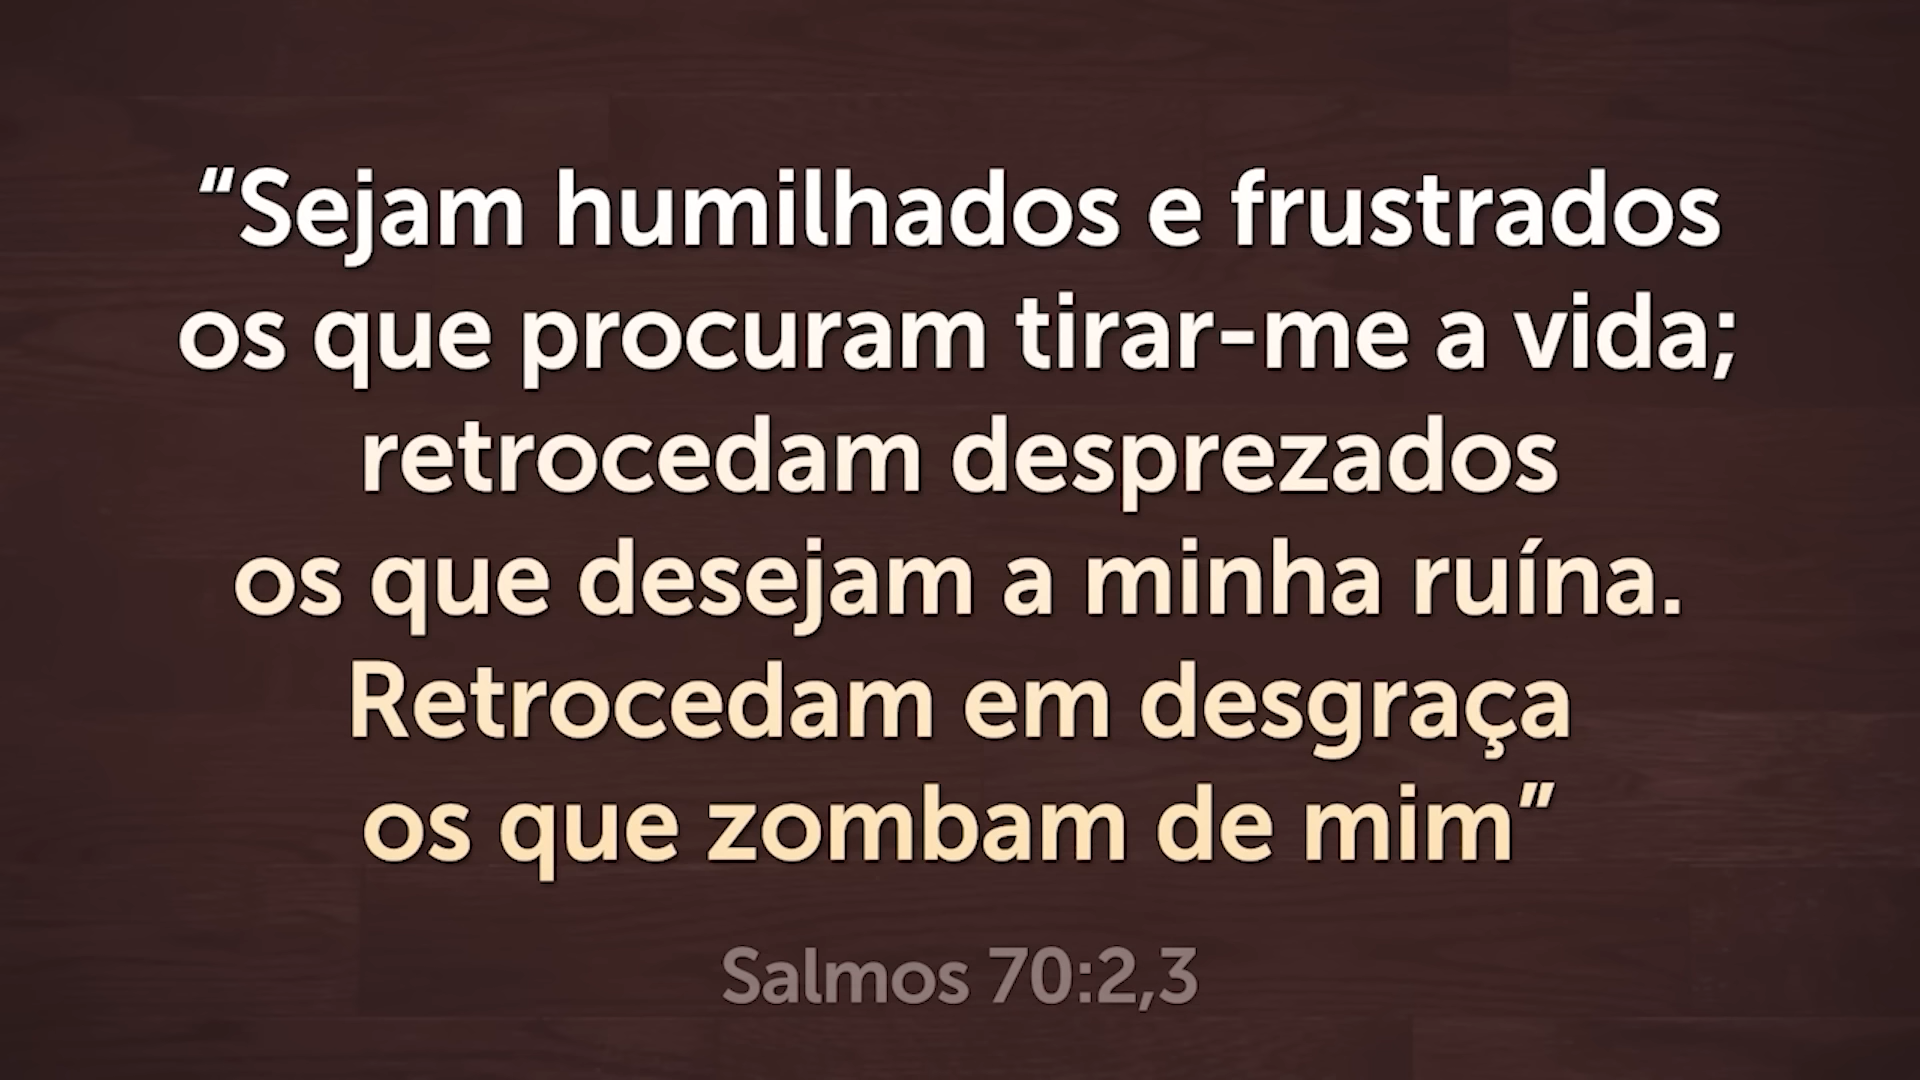 “Sejam humilhados e frustrados
os que procuram tirar-me a vida;
retrocedam desprezados
os que desejam a minha ruína.
Retrocedam em desgraça
os que zombam de mim”
Salmos 70:2,3